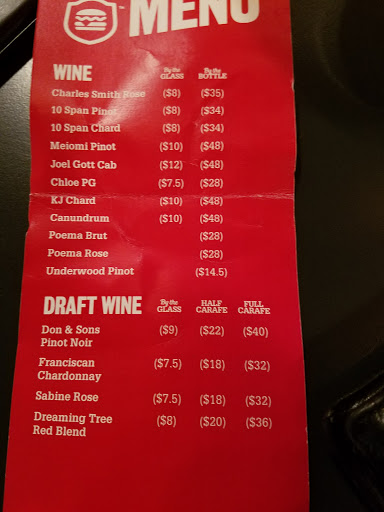 MENU
WINE By the GLASS By the BOTTLE
Charles Smith Rose ($8) ($35)
10 Span Pinot ($8) ($34)
10 Span Chard ($8) ($34)
Meiomi Pinot ($10) ($48)
Joel Gott Cab ($12) ($48)
Chloe PG ($7.5) ($28)
KJ Chard ($10) ($48)
Canundrum ($10) ($48)
Poema Brut ($28)
Poema Rose ($28)
Underwood Pinot ($14.5)
DRAFT WINE By the GLASS HALF CARAFE FULL CARAFE
Don & Sons
Pinot Noir ($9) ($22) ($40)
Franciscan
Chardonnay ($7.5) ($18) ($32)
Sabine Rose ($7.5) ($18) ($32)
Dreaming Tree
Red Blend ($8) ($20) ($36)